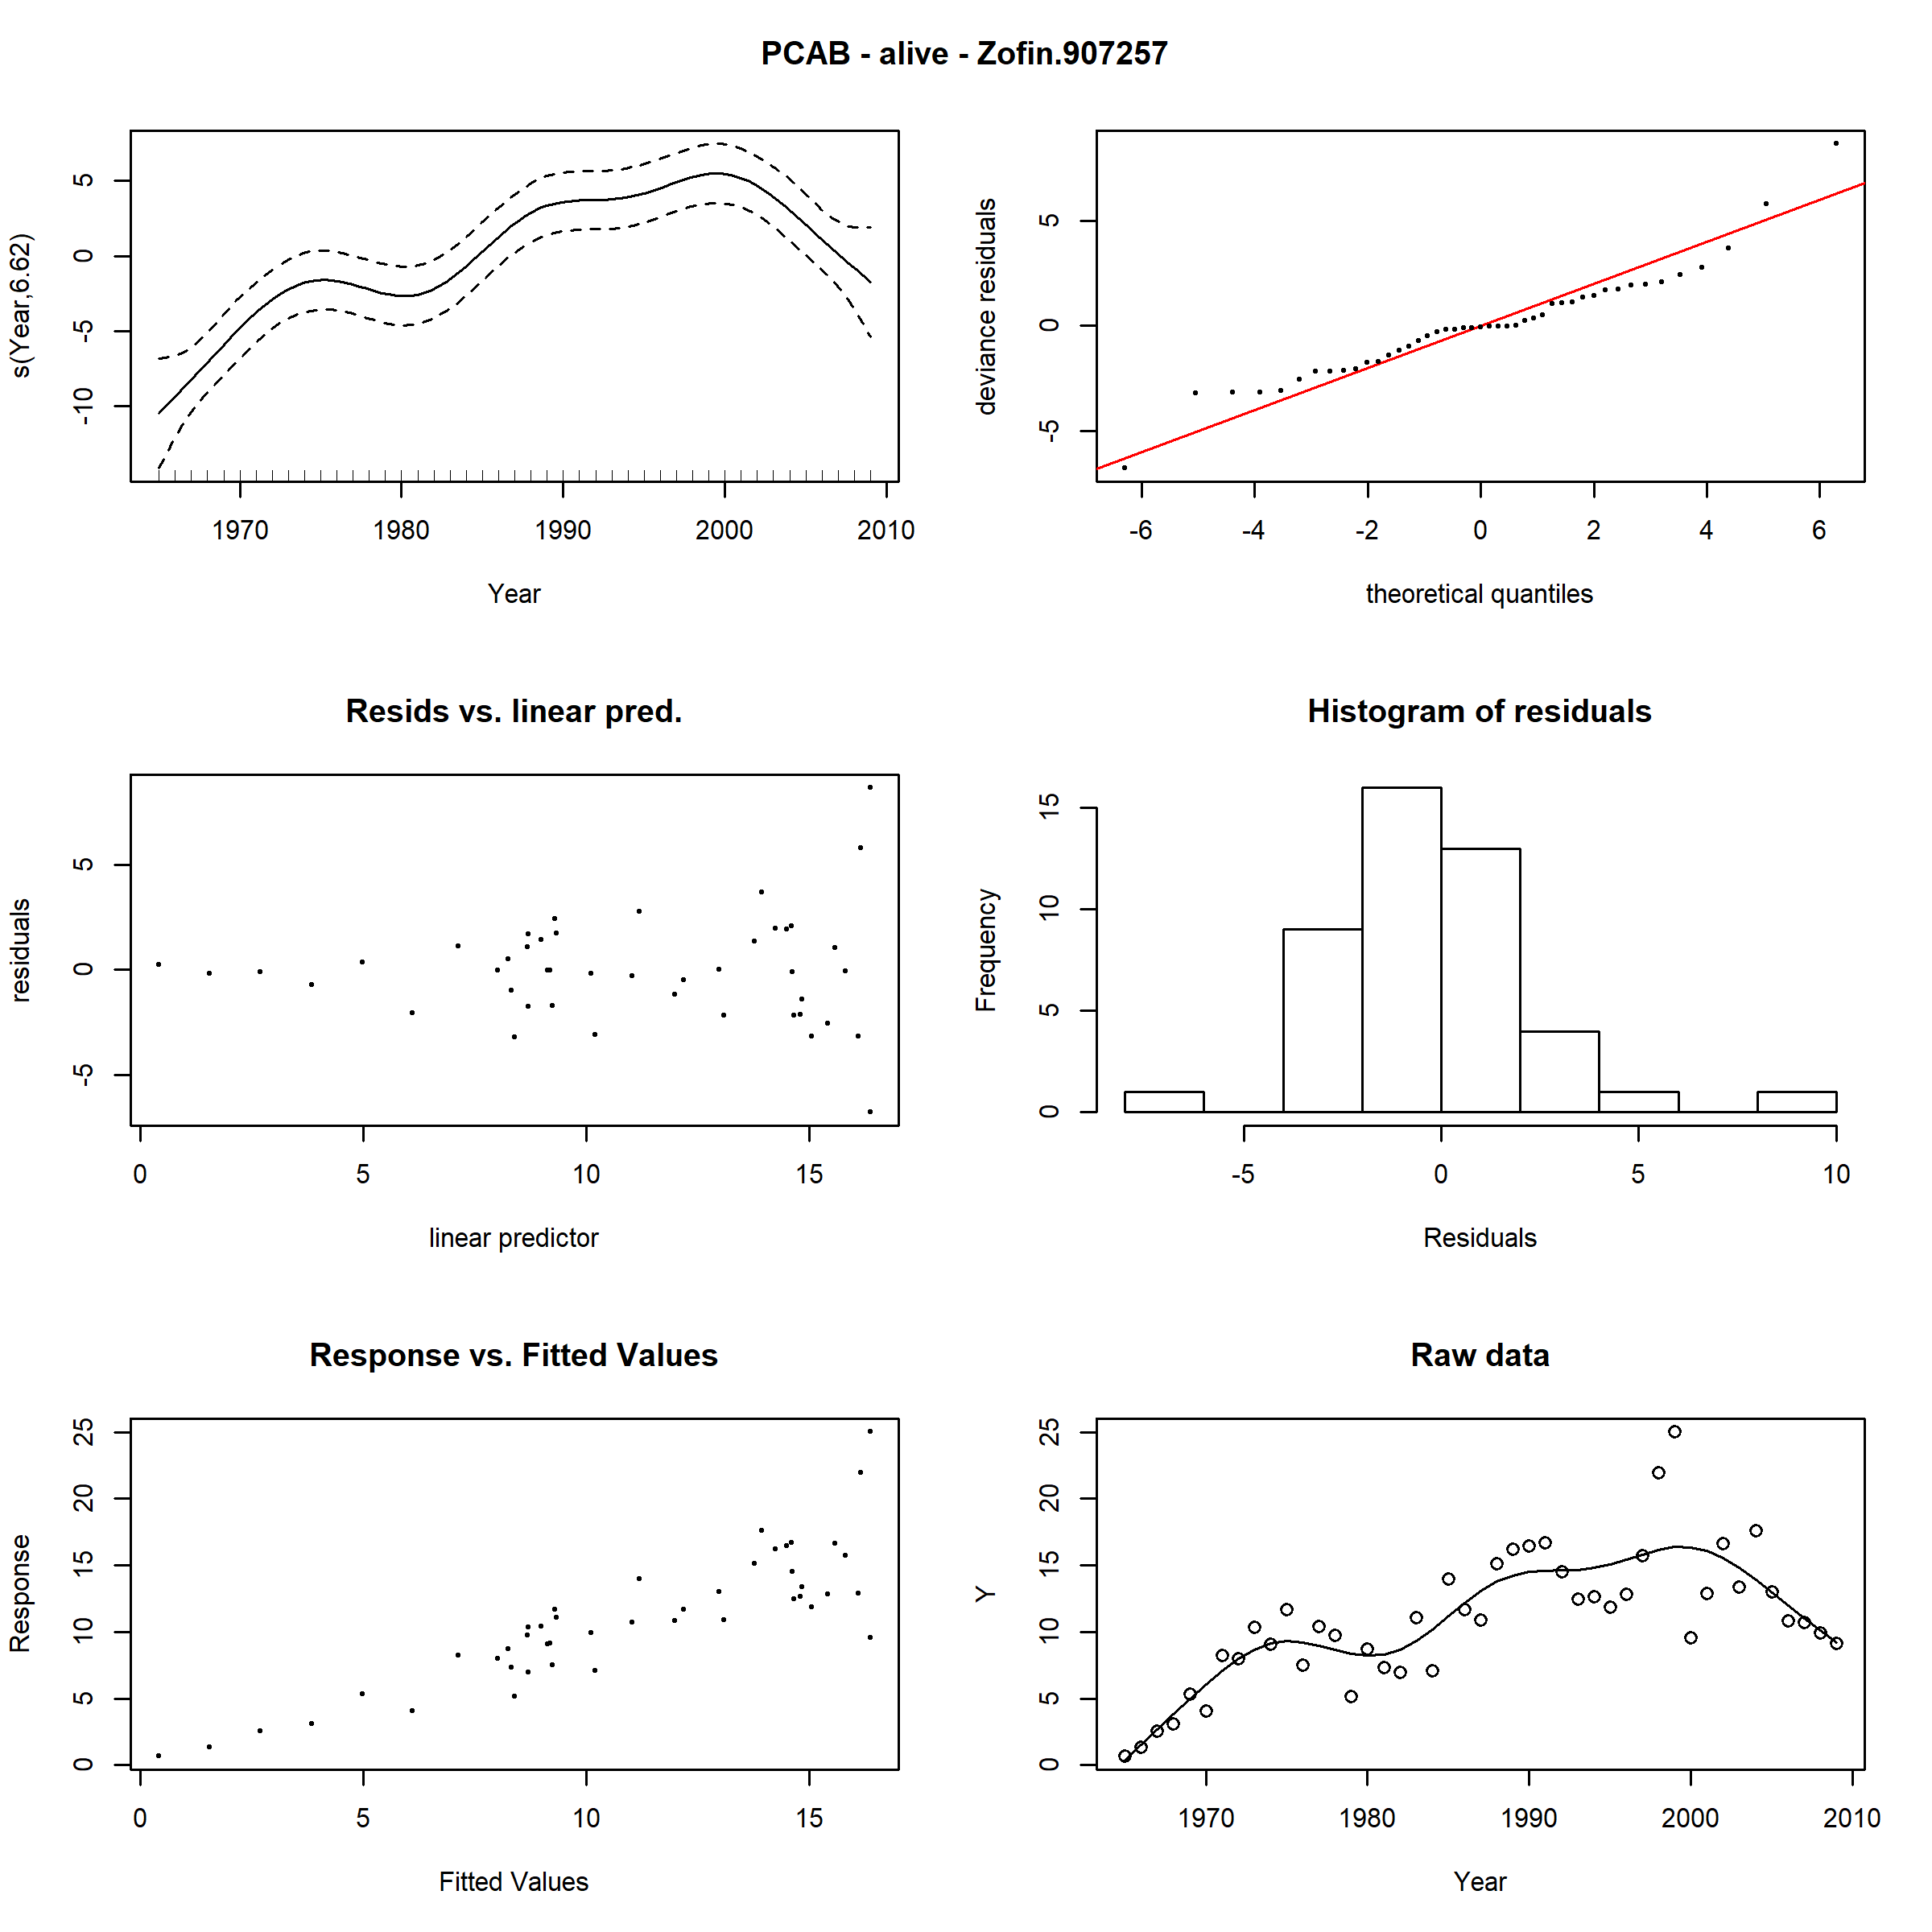 PCAB - alive - Zofin.907257
s(Year,6.62)
5
0
-5
-10
1970 1980 1990 2000 2010
Year
deviance residuals
5
0
-5
-6 -4 -2 0 2 4 6
theoretical quantiles
Resids vs. linear pred.
residuals
5
0
-5
0 5 10 15
linear predictor
Histogram of residuals
Frequency
15
10
5
0
-5 0 5 10
Residuals
Response vs. Fitted Values
Response
25
20
15
10
5
0
0 5 10 15
Fitted Values
Raw data
Y
25
20
15
10
5
0
1970 1980 1990 2000 2010
Year